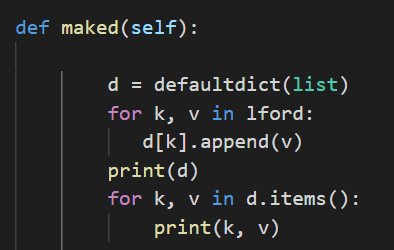 def maked(self):
d = defaultdict(list)
for k, v in lford:
d[k].append(v)
print(d)
for k, v in d.items():
print(k, v)